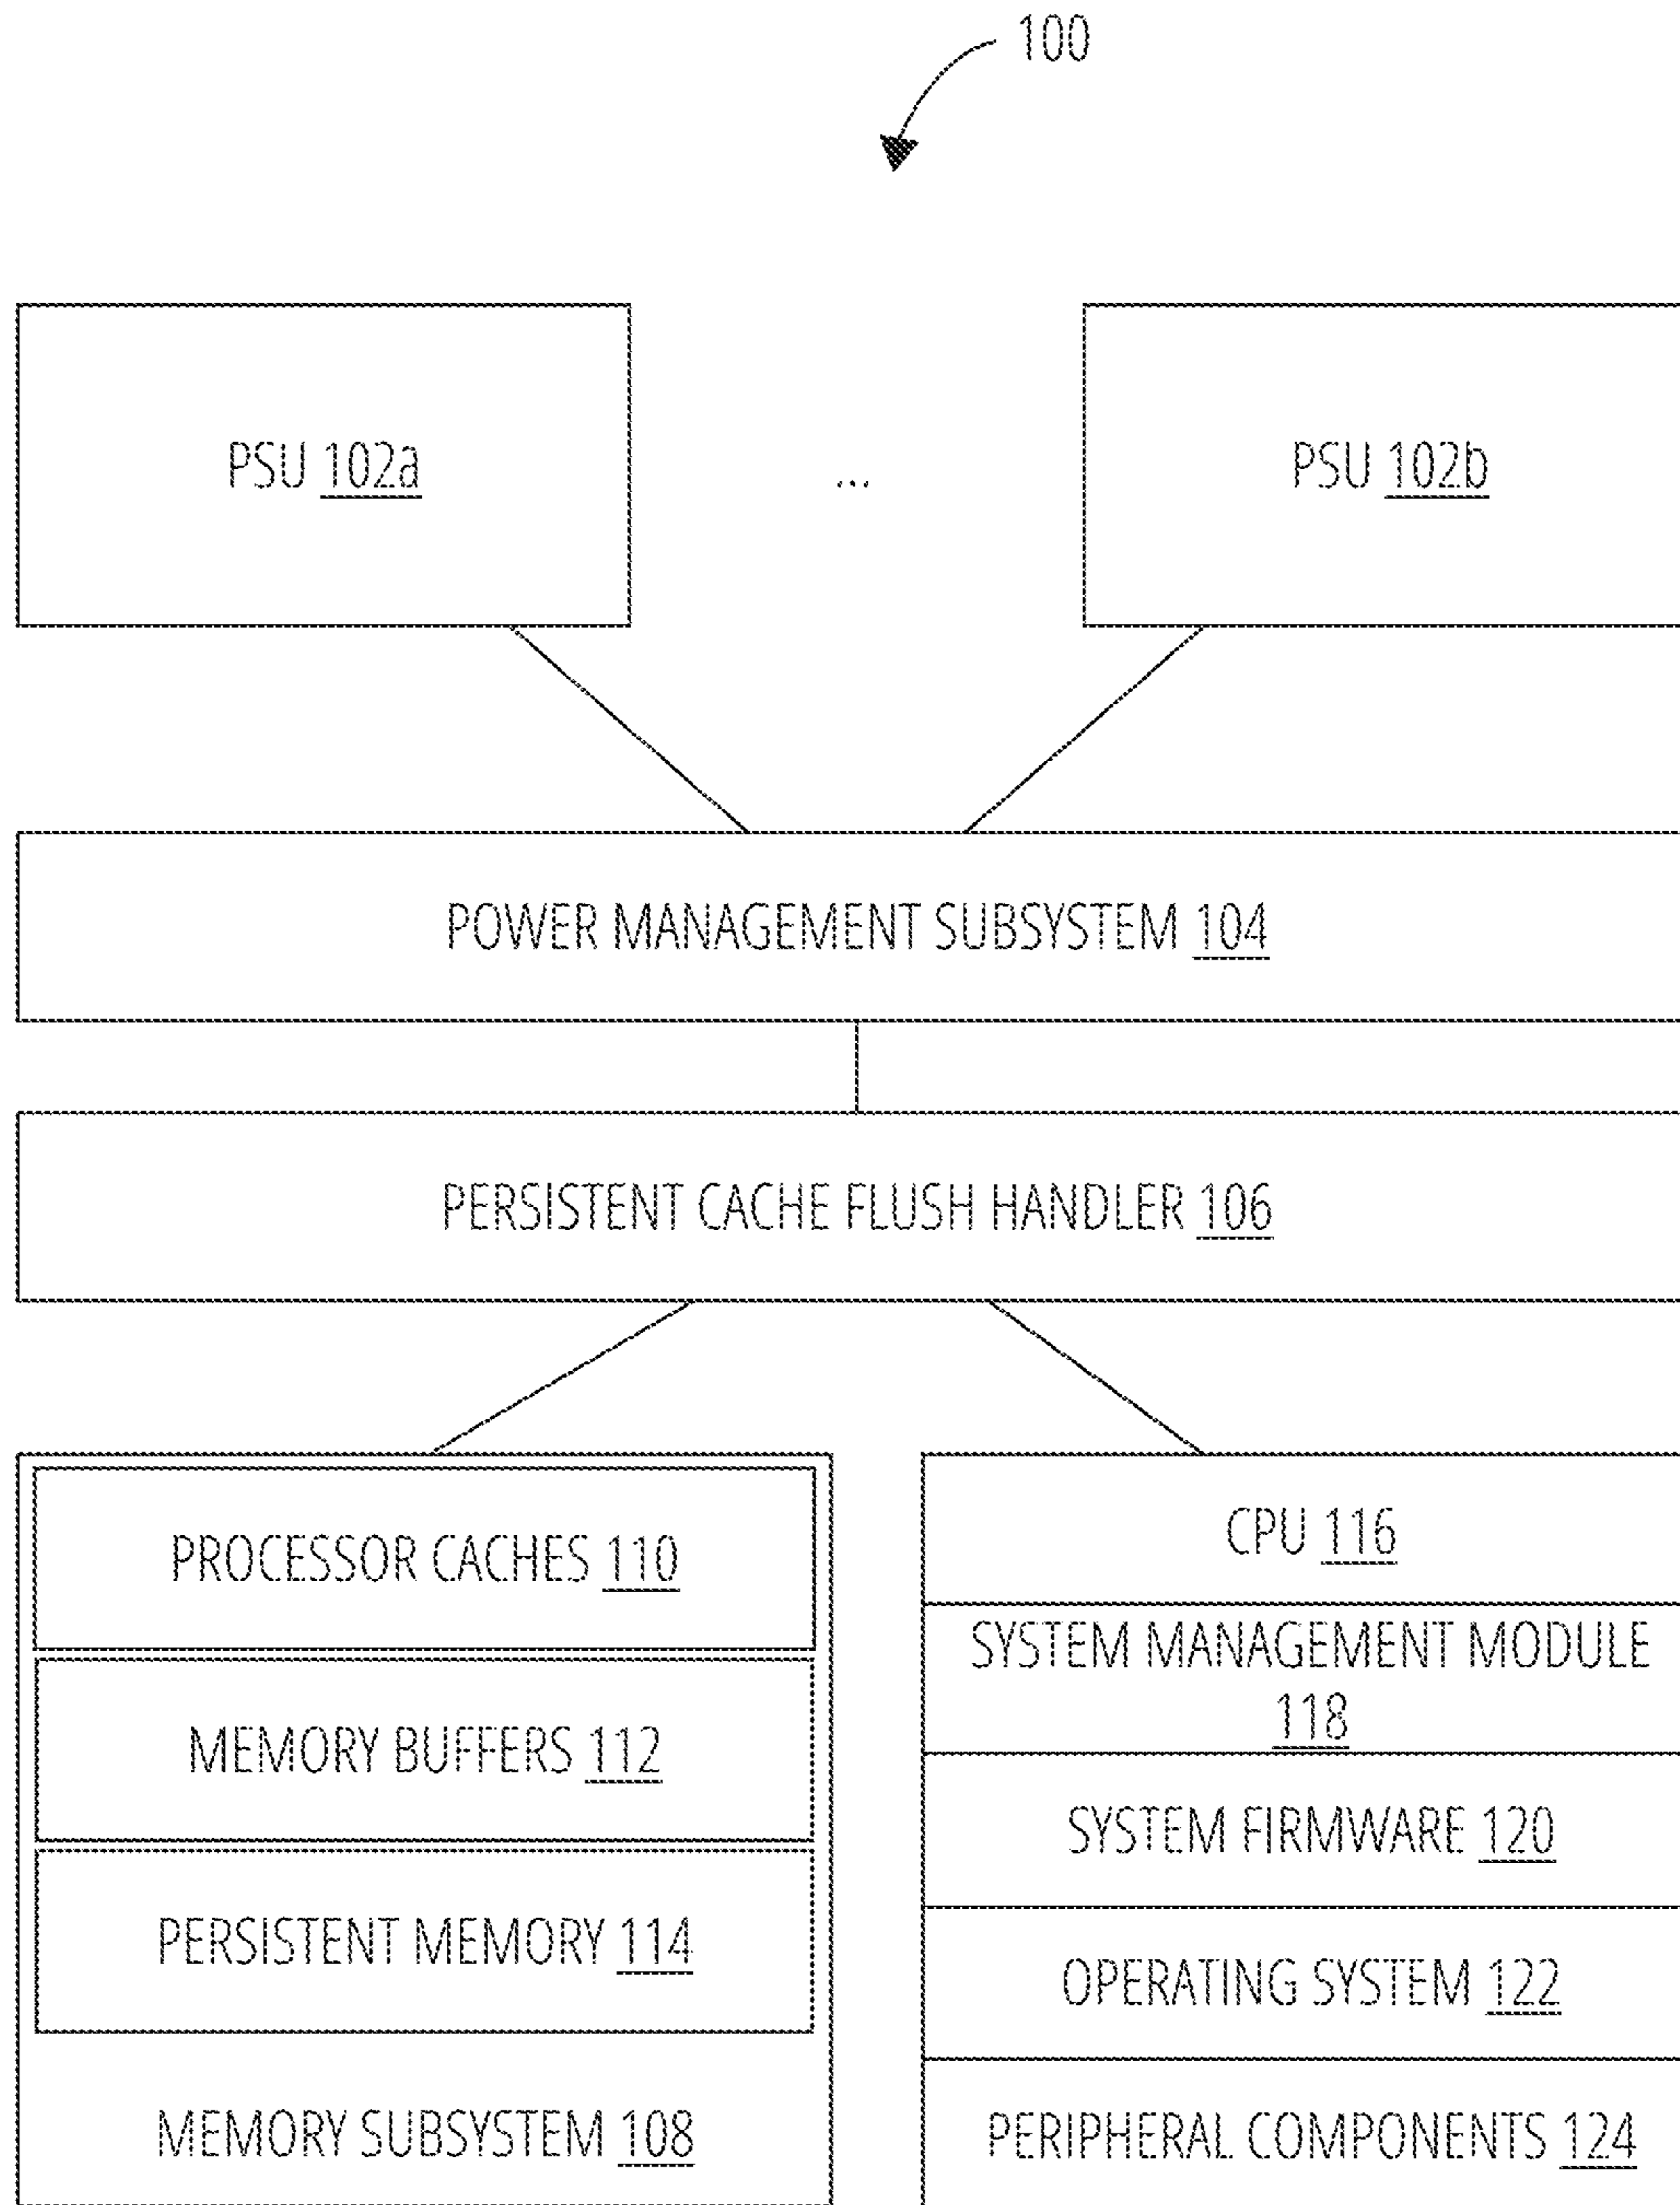 100
PSU 102a
...
PSU 102b
POWER MANAGEMENT SUBSYSTEM 104
PERSISTENT CACHE FLUSH HANDLER 106
PROCESSOR CACHES 110
MEMORY BUFFERS 112
PERSISTENT MEMORY 114
MEMORY SUBSYSTEM 108
CPU 116
SYSTEM MANAGEMENT MODULE
118
SYSTEM FIRMWARE 120
OPERATING SYSTEM 122
PERIPHERAL COMPONENTS 124